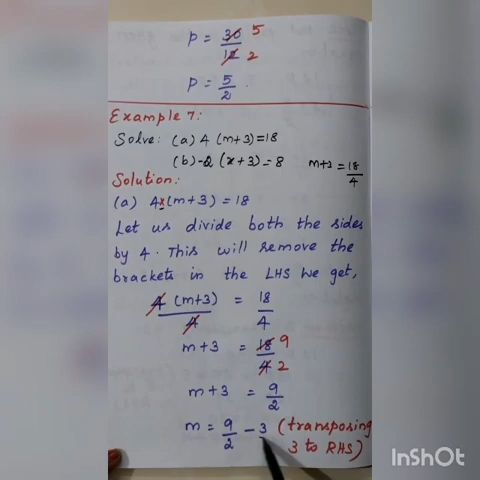 p = 30/12 5 2
p = 5/2.
Example 7:
Solve: (a) 4 (m+3)=18
(b) -2 (x+3)=8 m+3 = 18/4
Solution:
(a) 4x(m+3) = 18
Let us divide both the sides
by 4. This will remove the
brackets in the LHS we get,
4 (m+3)/4 = 18/4
m+3 = 18/4 9 2
m+3 = 9/2
m = 9/2 - 3 (transposing
3 to RHS)
InShOt